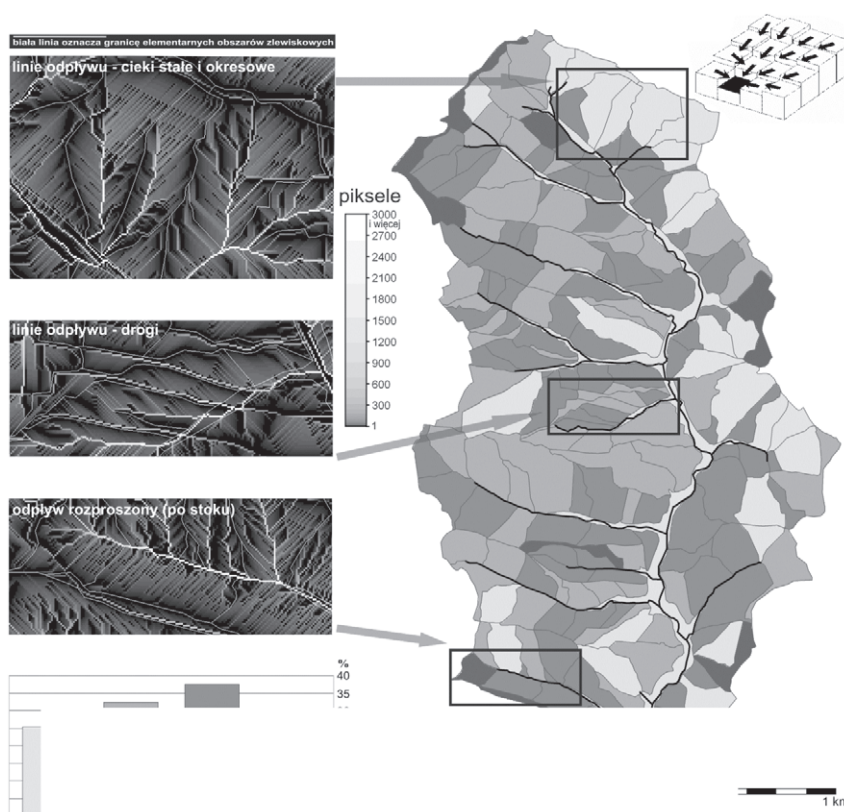 biała linia oznacza granicę elementarnych obszarów zlewiskowych
linie odpływu - cieki stałe i okresowe
piksele
3000
i więcej
2700
2400
2100
1800
1500
1200
900
600
300
1
linie odpływu - drogi
odpływ rozproszony (po stoku)
%
40
35
1 km